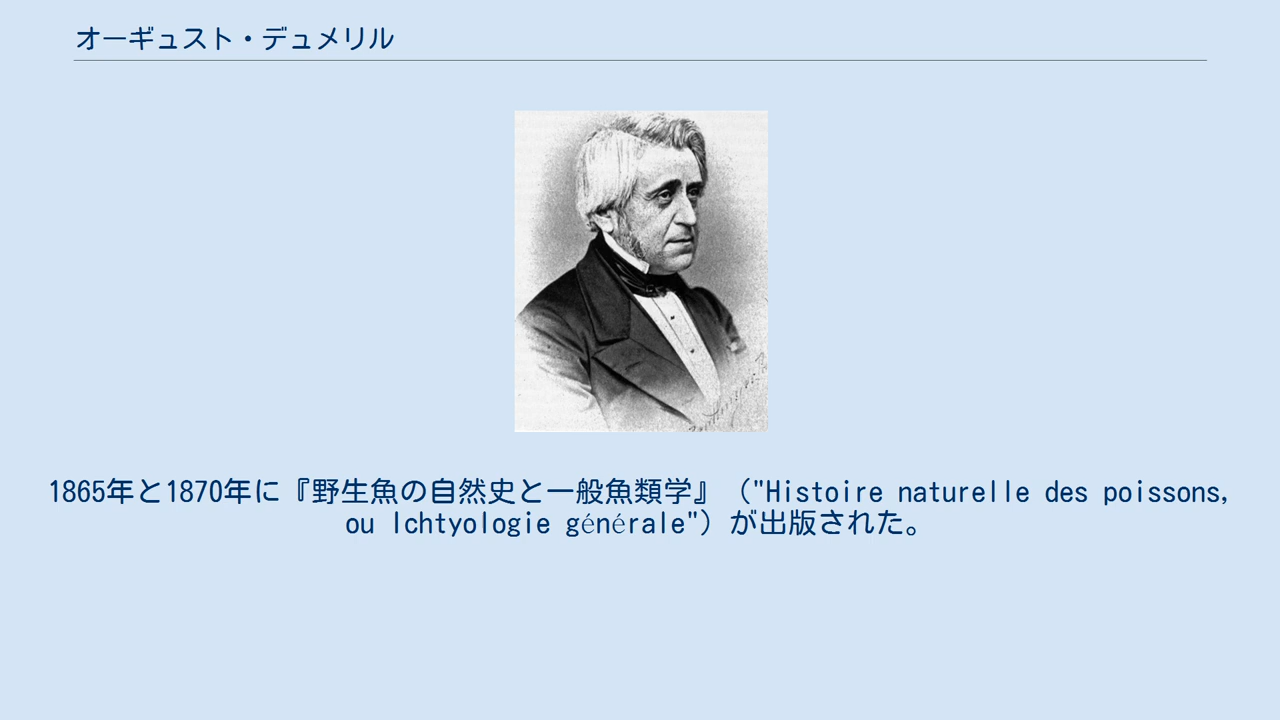 オーギュスト・デュメリル
1865年と1870年に『野生魚の自然史と一般魚類学』（"Histoire naturelle des poissons,
ou Ichtyologie générale"）が出版された。